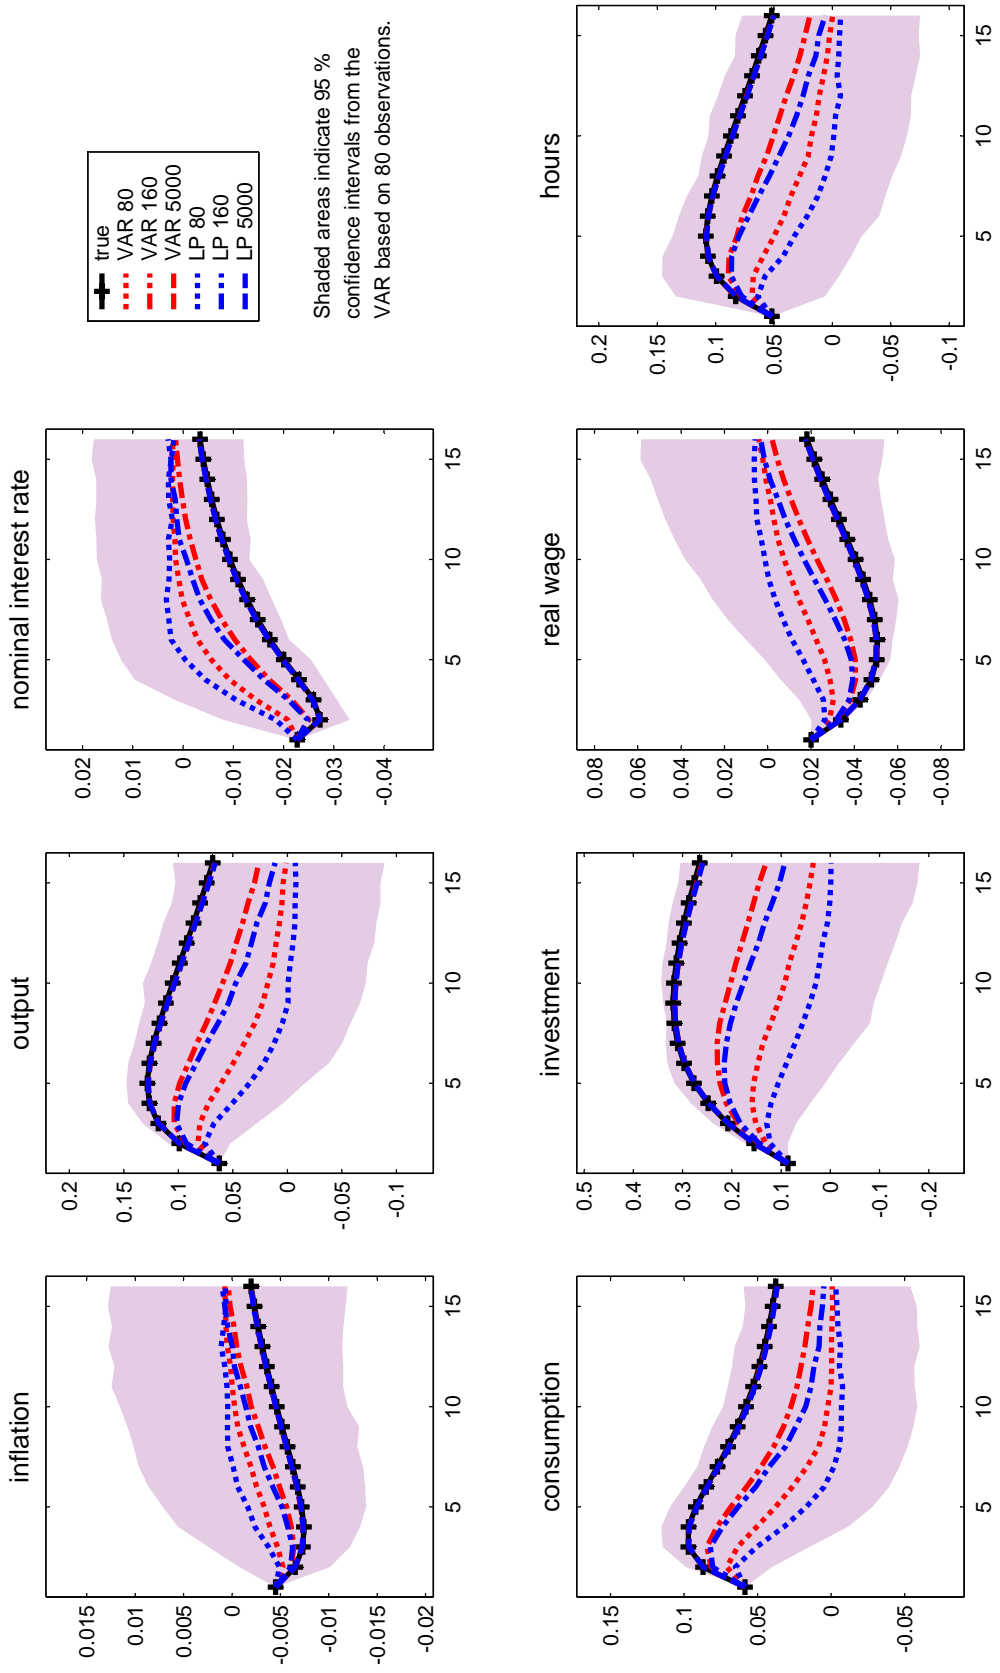 inflation
0.015
0.01
0.005
0
-0.005
-0.01
-0.015
-0.02
5 10 15
output
0.2
0.15
0.1
0.05
0
-0.05
-0.1
5 10 15
nominal interest rate
0.02
0.01
0
-0.01
-0.02
-0.03
-0.04
5 10 15
true
VAR 80
VAR 160
VAR 5000
LP 80
LP 160
LP 5000
Shaded areas indicate 95 %
confidence intervals from the
VAR based on 80 observations.
consumption
0.15
0.1
0.05
0
-0.05
5 10 15
investment
0.5
0.4
0.3
0.2
0.1
0
-0.1
-0.2
5 10 15
real wage
0.08
0.06
0.04
0.02
0
-0.02
-0.04
-0.06
-0.08
5 10 15
hours
0.2
0.15
0.1
0.05
0
-0.05
-0.1
5 10 15